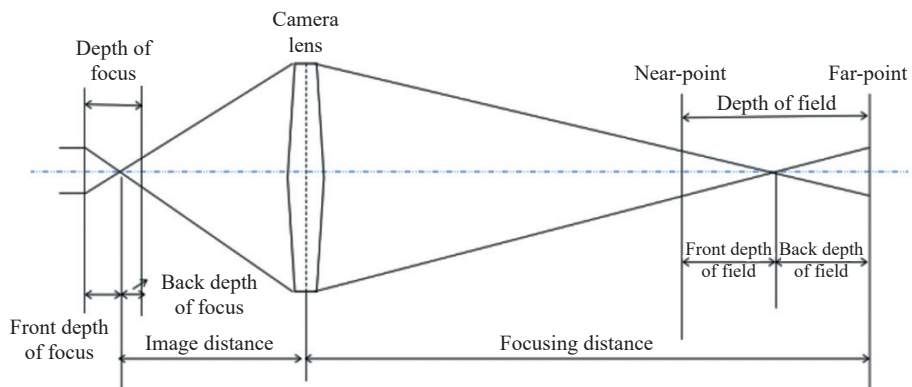 Camera
lens
Depth of
focus
Near-point
Far-point
Depth of field
Front depth
of field
Back depth
of field
Back depth
of focus
Front depth
of focus
Image distance
Focusing distance